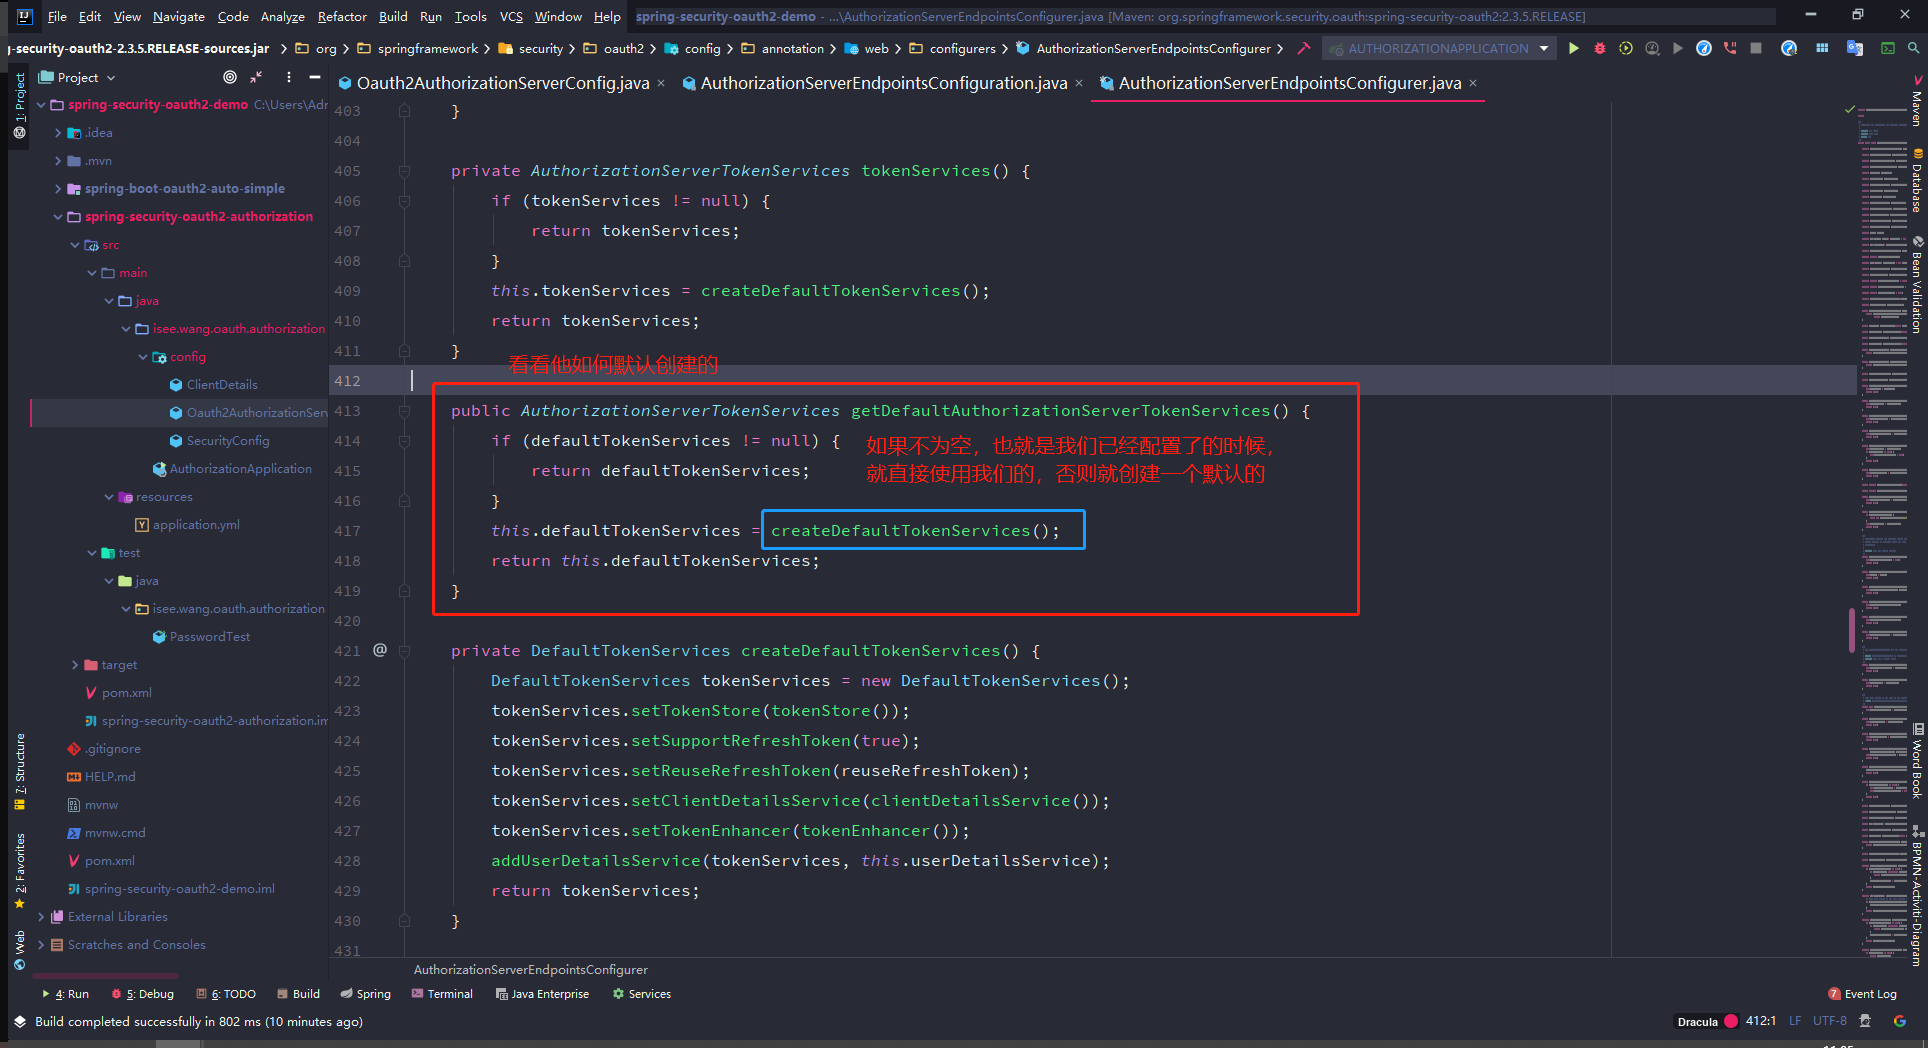 File Edit View Navigate Code Analyze Refactor Build Run Tools VCS Window Help spring-security-oauth2-demo - ...\AuthorizationServerEndpointsConfigurer.java [Maven: org.springframework.security.oauth:spring-security-oauth2:2.3.5.RELEASE]
g-security-oauth2-2.3.5.RELEASE-sources.jar org springframework security oauth2 config annotation web configurers AuthorizationServerEndpointsConfigurer AUTHORIZATIONAPPLICATION
Project
Oauth2AuthorizationServerConfig.java AuthorizationServerEndpointsConfiguration.java AuthorizationServerEndpointsConfigurer.java
1: Project
7: Structure
2: Favorites
Web
spring-security-oauth2-demo C:\Users\Adr
.idea
.mvn
spring-boot-oauth2-auto-simple
spring-security-oauth2-authorization
src
main
java
isee.wang.oauth.authorization
config
ClientDetails
Oauth2AuthorizationServ
SecurityConfig
AuthorizationApplication
resources
application.yml
test
java
isee.wang.oauth.authorization
PasswordTest
target
pom.xml
spring-security-oauth2-authorization.im
.gitignore
HELP.md
mvnw
mvnw.cmd
pom.xml
spring-security-oauth2-demo.iml
External Libraries
Scratches and Consoles
403 }
404
405 private AuthorizationServerTokenServices tokenServices() {
406 if (tokenServices != null) {
407 return tokenServices;
408 }
409 this.tokenServices = createDefaultTokenServices();
410 return tokenServices;
411 }
看看他如何默认创建的
412
413 public AuthorizationServerTokenServices getDefaultAuthorizationServerTokenServices() {
414 if (defaultTokenServices != null) {
如果不为空，也就是我们已经配置了的时候，
415 return defaultTokenServices;
就直接使用我们的，否则就创建一个默认的
416 }
417 this.defaultTokenServices = createDefaultTokenServices();
418 return this.defaultTokenServices;
419 }
420
421 @ private DefaultTokenServices createDefaultTokenServices() {
422 DefaultTokenServices tokenServices = new DefaultTokenServices();
423 tokenServices.setTokenStore(tokenStore());
424 tokenServices.setSupportRefreshToken(true);
425 tokenServices.setReuseRefreshToken(reuseRefreshToken);
426 tokenServices.setClientDetailsService(clientDetailsService());
427 tokenServices.setTokenEnhancer(tokenEnhancer());
428 addUserDetailsService(tokenServices, this.userDetailsService);
429 return tokenServices;
430 }
431
AuthorizationServerEndpointsConfigurer
Maven
Database
Bean Validation
Word Book
BPMN-Activiti-Diagram
4: Run 5: Debug 6: TODO Build Spring Terminal Java Enterprise Services 7 Event Log
Build completed successfully in 802 ms (10 minutes ago) Dracula 412:1 LF UTF-8